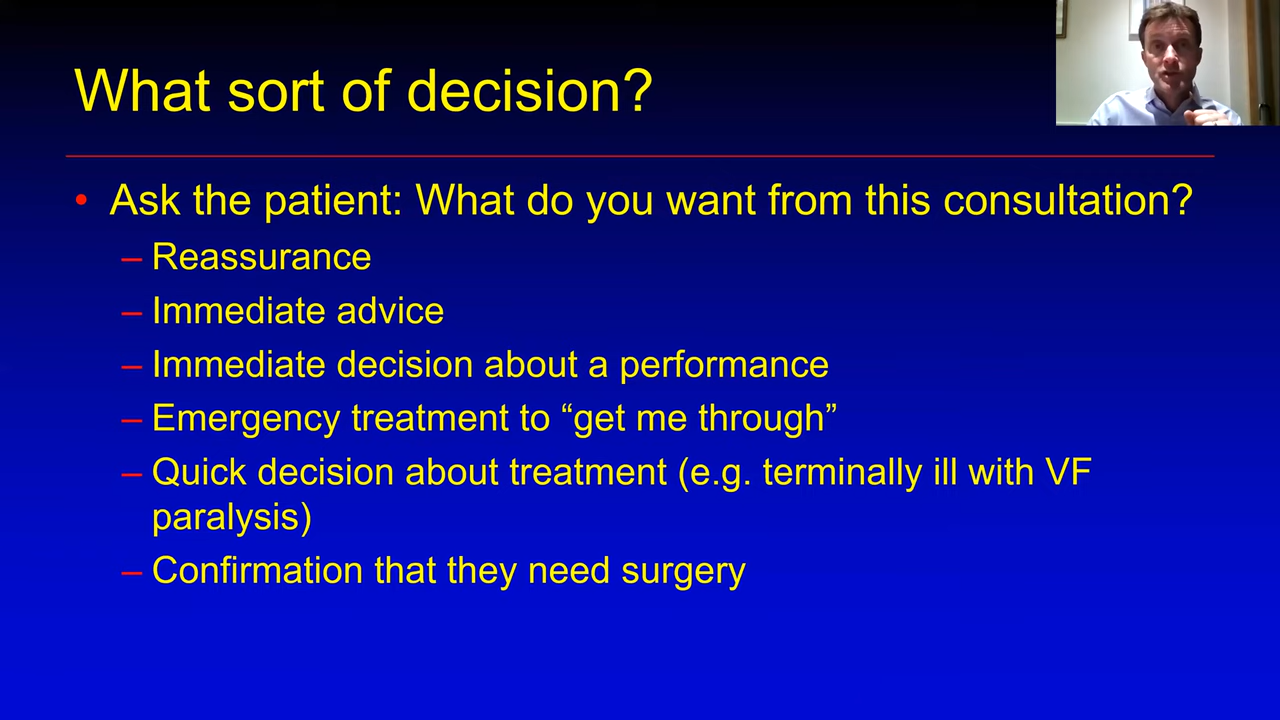 What sort of decision?
• Ask the patient: What do you want from this consultation?
– Reassurance
– Immediate advice
– Immediate decision about a performance
– Emergency treatment to “get me through”
– Quick decision about treatment (e.g. terminally ill with VF
paralysis)
– Confirmation that they need surgery